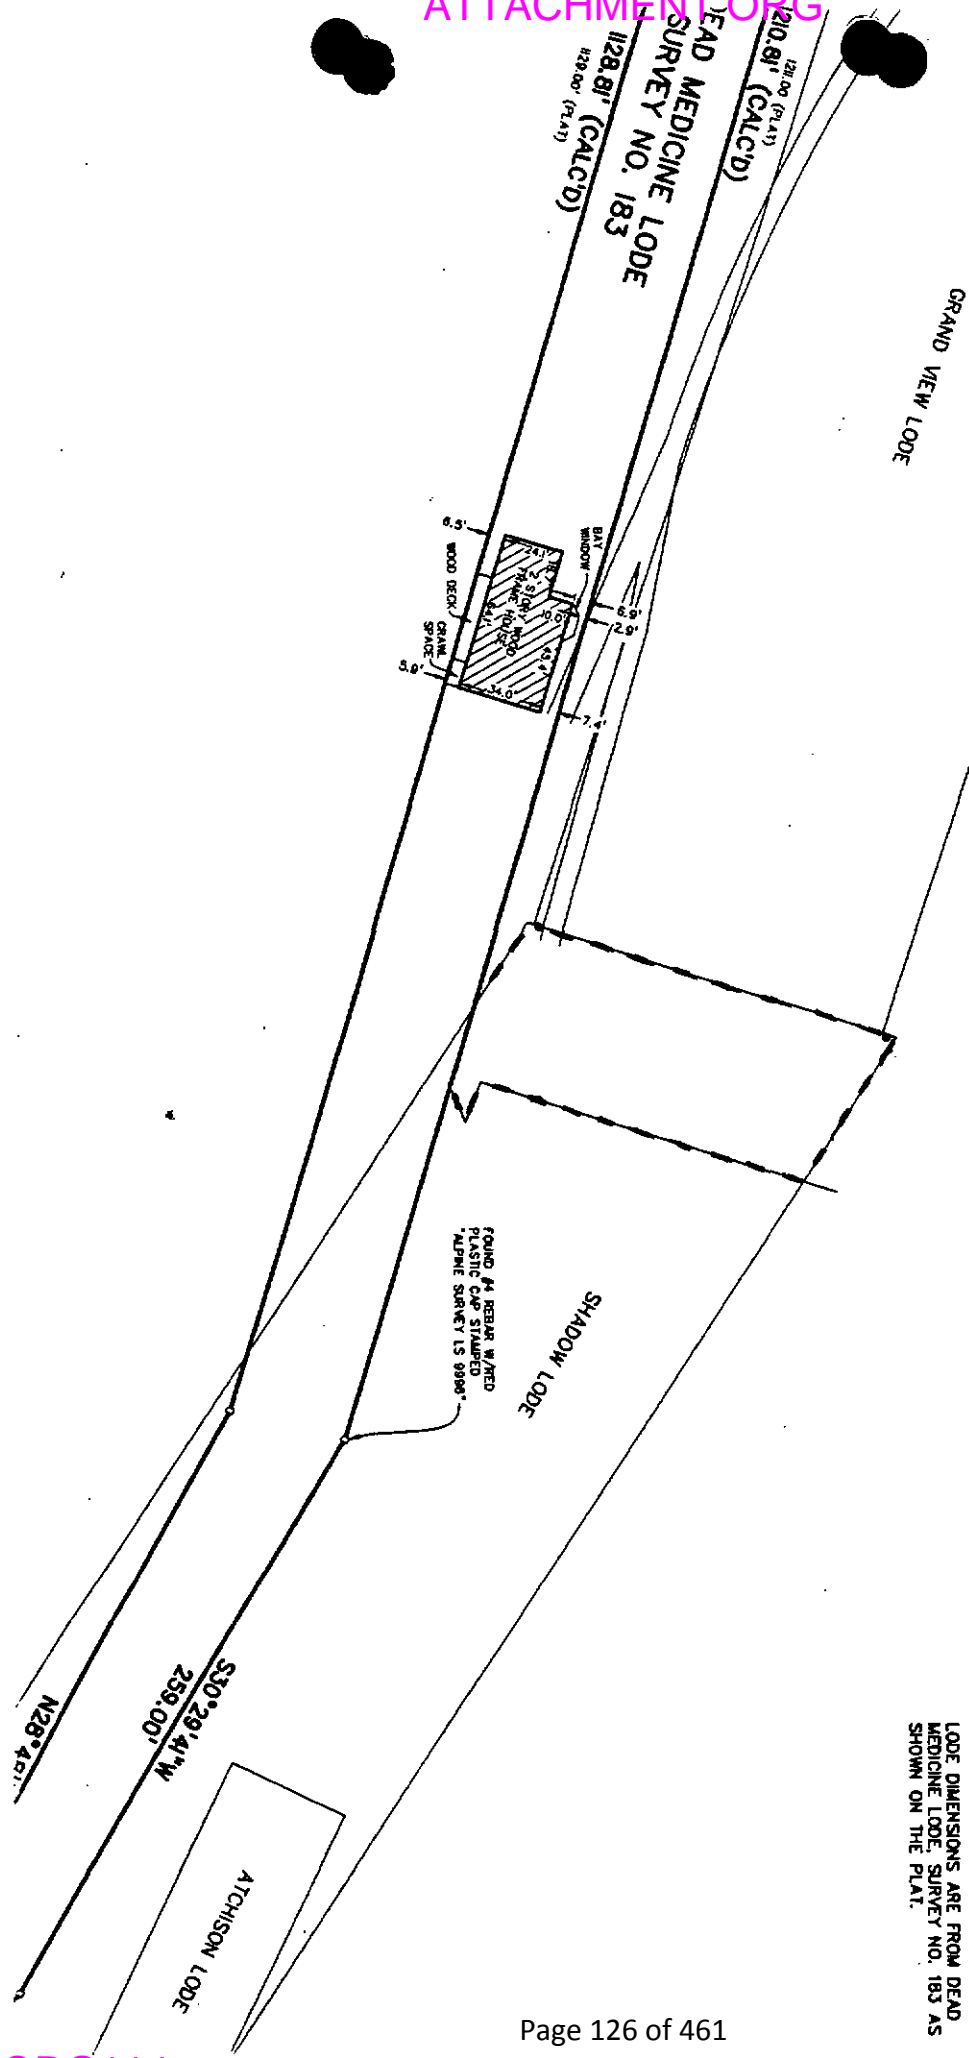 ATTACHMENT ORG
1210.81' (CALC'D)
1211.00 (PLAT)
EAD MEDICINE LODE
SURVEY NO. 183
1128.81' (CALC'D)
1129.00' (PLAT)
GRAND VIEW LODE
BAY
WINDOW
6.9'
2.9'
7.4'
6.5'
WOOD DECK
CRAWL
SPACE
5.9'
24.1'
2 STORY WOOD
FRAME HOUSE
10.0'
34.0'
FOUND #4 REBAR W/RED
PLASTIC CAP STAMPED
"ALPINE SURVEY LS 9996"
SHADOW LODE
S30°29'41"W
259.00'
N28°48'
ATCHISON LODE
LODE DIMENSIONS ARE FROM DEAD
MEDICINE LODE, SURVEY NO. 183 AS
SHOWN ON THE PLAT.
Page 126 of 461